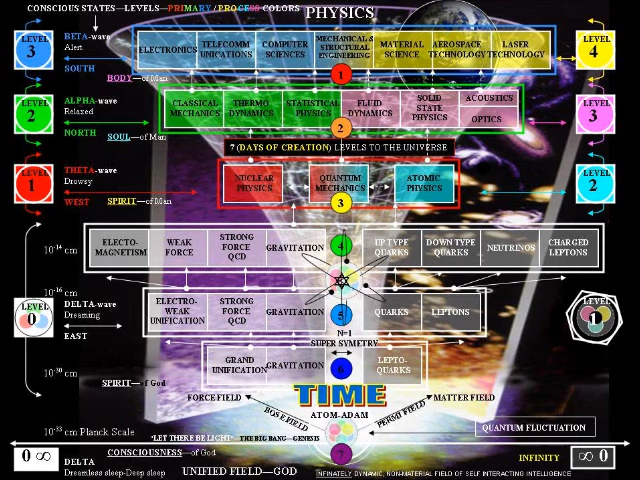 CONSCIOUS STATES—LEVELS—PRIMARY/PROCESS COLORS
PHYSICS
LEVEL
3
BETA-wave
Alert
SOUTH
BODY—of Man
ELECTRONICS
TELECOMM
UNICATIONS
COMPUTER
SCIENCES
MECHANICAL &
STRUCTURAL
ENGINEERING
MATERIAL
SCIENCE
AEROSPACE
TECHNOLOGY
LASER
TECHNOLOGY
1
LEVEL
4
LEVEL
2
ALPHA-wave
Relaxed
NORTH
SOUL—of Man
CLASSICAL
MECHANICS
THERMO
DYNAMICS
STATISTICAL
PHYSICS
FLUID
DYNAMICS
SOLID
STATE
PHYSICS
ACOUSTICS
OPTICS
2
LEVEL
3
7 (DAYS OF CREATION) LEVELS TO THE UNIVERSE
LEVEL
1
THETA-wave
Drowsy
WEST
SPIRIT—of Man
NUCLEAR
PHYSICS
QUANTUM
MECHANICS
ATOMIC
PHYSICS
3
LEVEL
2
10-14
ELECTO-
MAGNETISM
WEAK
FORCE
STRONG
FORCE
QCD
GRAVITATION
4
UP TYPE
QUARKS
DOWN TYPE
QUARKS
NEUTRINOS
CHARGED
LEPTONS
10-16
LEVEL
0
DELTA-wave
Dreaming
EAST
ELECTRO-
WEAK
UNIFICATION
STRONG
FORCE
QCD
GRAVITATION
5
QUARKS
LEPTONS
LEVEL
1
N=1
SUPER SYMETRY
10-30 cm
GRAND
UNIFICATION
GRAVITATION
6
LEPTO-
QUARKS
SPIRIT—of God
TIME
FORCE FIELD
MATTER FIELD
BOSE FIELD
ATOM-ADAM
FERMI FIELD
10-33 cm Planck Scale
QUANTUM FLUCTUATION
"LET THERE BE LIGHT" THE BIG BANG—GENESIS
0 ∞
CONSCIOUSNESS—of God
7
INFINITY
∞ 0
DELTA
Dreamless sleep-Deep sleep
UNIFIED FIELD—GOD
INFINATELY DYNAMIC, NON-MATERIAL FIELD OF SELF INTERACTING INTELLIGENCE